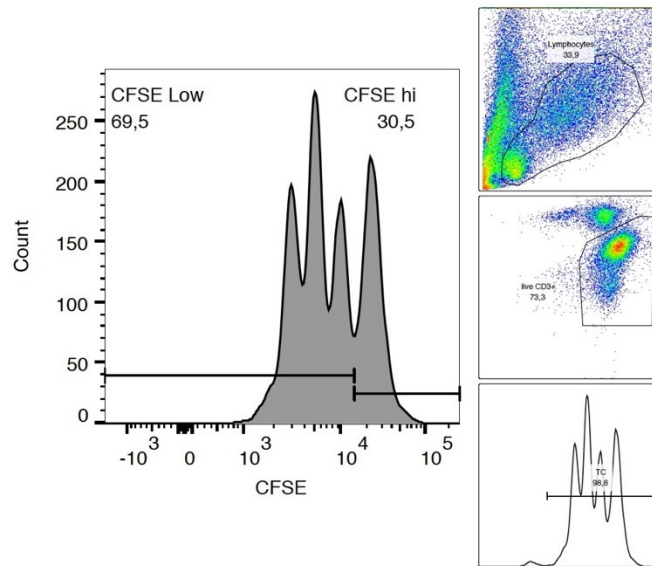 CFSE Low
69,5
CFSE hi
30,5
250
200
150
100
50
0
Count
-10 3
0
10 3
10 4
10 5
CFSE
Lymphocytes
33,9
live CD3+
73,3
TC
98,8